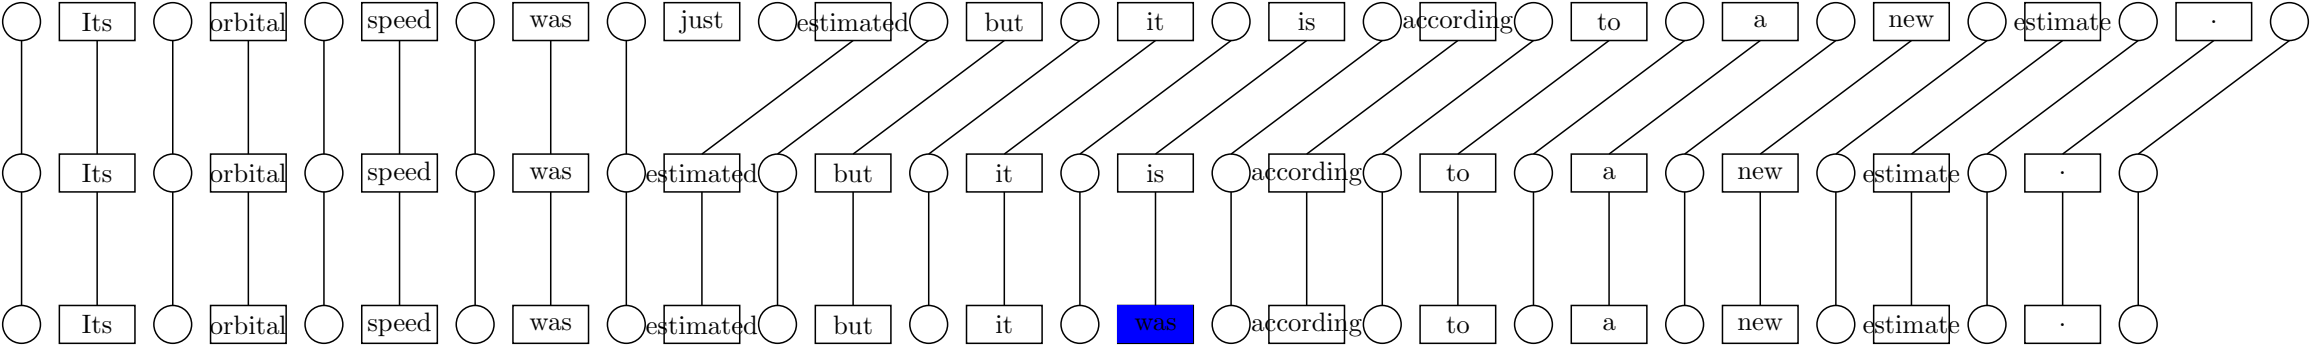 Its orbital speed was just estimated but it is according to a new estimate .
Its orbital speed was estimated but it is according to a new estimate .
Its orbital speed was estimated but it was according to a new estimate .